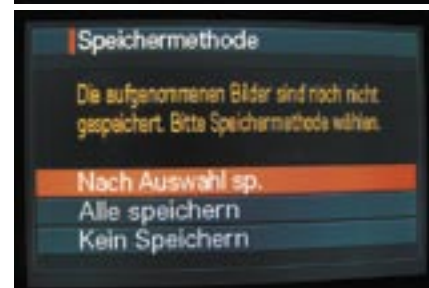 Speichermethode
Die aufgenommenen Bilder sind noch nicht
gespeichert. Bitte Speichermethode wählen.
Nach Auswahl sp.
Alle speichern
Kein Speichern